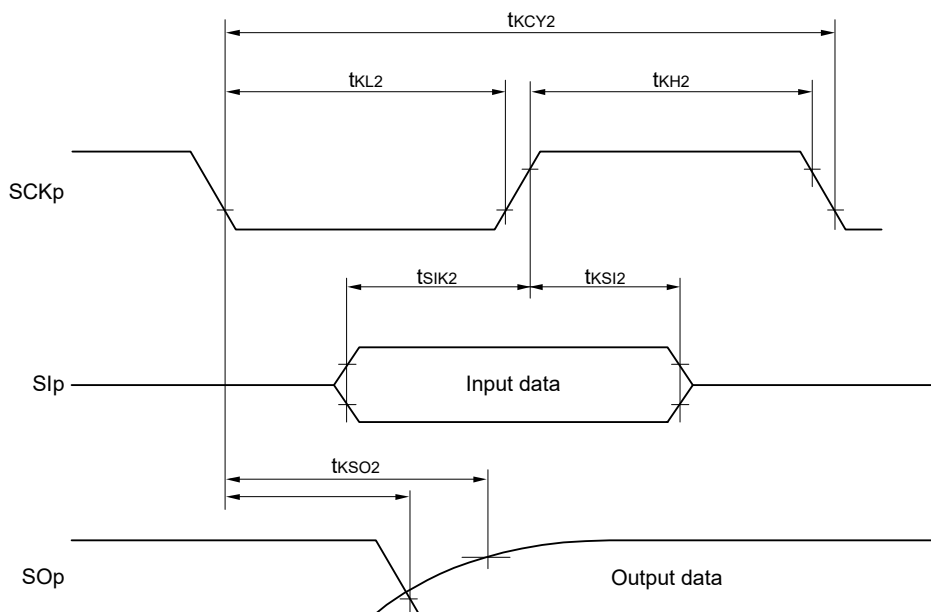 tKCY2
tKL2
tKH2
SCKp
tSIK2
tKSI2
SIp
Input data
tKSO2
SOp
Output data